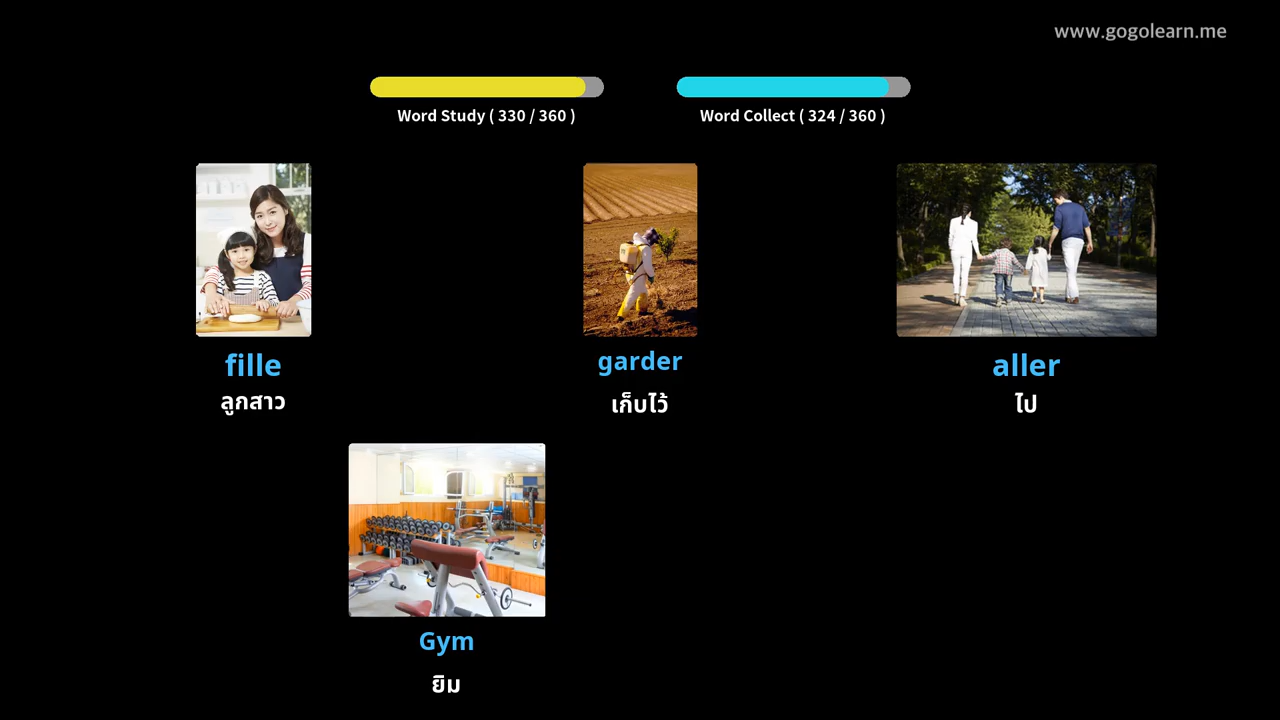 www.gogolearn.me
Word Study ( 330 / 360 )
Word Collect ( 324 / 360 )
fille
ลูกสาว
garder
เก็บไว้
aller
ไป
Gym
ยิม